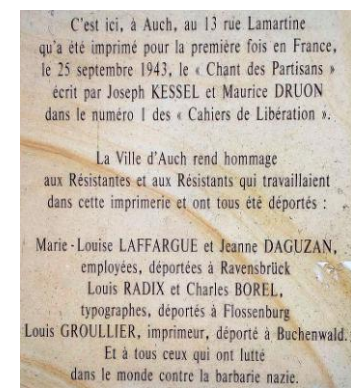 C'est ici, à Auch, au 13 rue Lamartine
qu'a été imprimé pour la première fois en France,
le 25 septembre 1943, le « Chant des Partisans »
écrit par Joseph KESSEL et Maurice DRUON
dans le numéro 1 des « Cahiers de Libération ».
La Ville d'Auch rend hommage
aux Résistantes et aux Résistants qui travaillaient
dans cette imprimerie et ont tous été déportés :
Marie-Louise LAFFARGUE et Jeanne DAGUZAN,
employées, déportées à Ravensbrück
Louis RADIX et Charles BOREL,
typographes, déportés à Flossenburg
Louis GROULLIER, imprimeur, déporté à Buchenwald.
Et à tous ceux qui ont lutté
dans le monde contre la barbarie nazie.